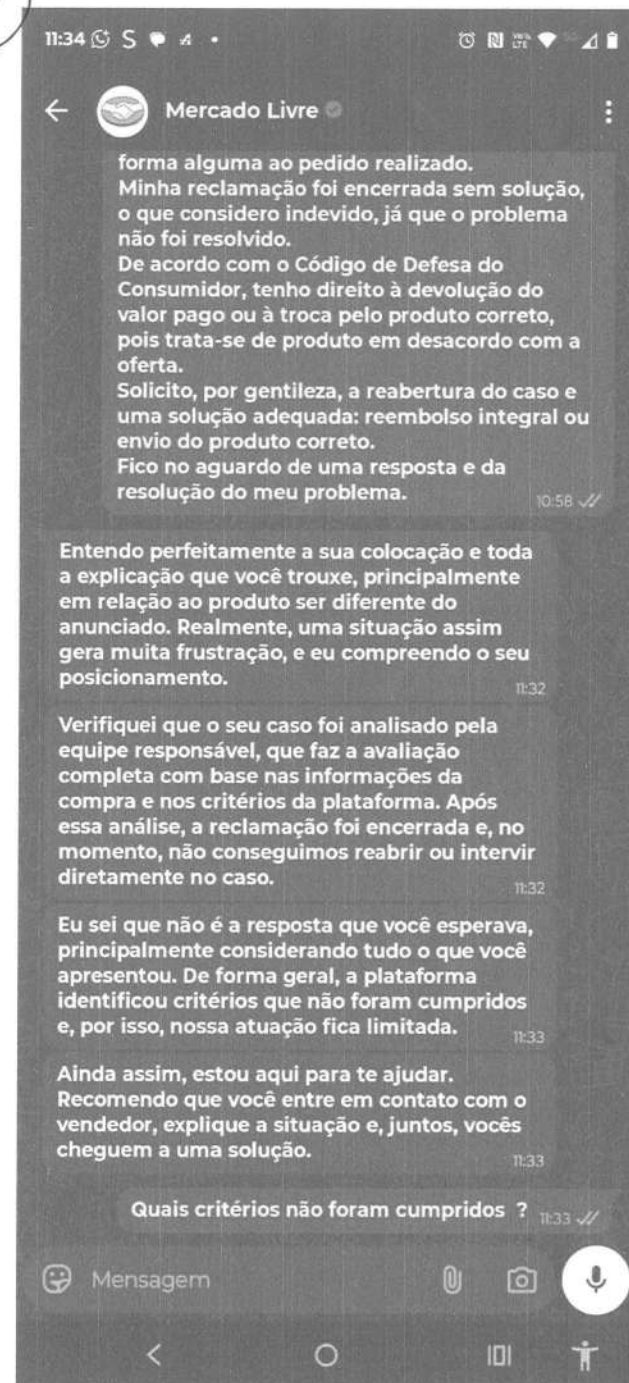 11:34
Mercado Livre
forma alguma ao pedido realizado.
Minha reclamação foi encerrada sem solução,
o que considero indevido, já que o problema
não foi resolvido.
De acordo com o Código de Defesa do
Consumidor, tenho direito à devolução do
valor pago ou à troca pelo produto correto,
pois trata-se de produto em desacordo com a
oferta.
Solicito, por gentileza, a reabertura do caso e
uma solução adequada: reembolso integral ou
envio do produto correto.
Fico no aguardo de uma resposta e da
resolução do meu problema.
10:58
Entendo perfeitamente a sua colocação e toda
a explicação que você trouxe, principalmente
em relação ao produto ser diferente do
anunciado. Realmente, uma situação assim
gera muita frustração, e eu compreendo o seu
posicionamento.
11:32
Verifiquei que o seu caso foi analisado pela
equipe responsável, que faz a avaliação
completa com base nas informações da
compra e nos critérios da plataforma. Após
essa análise, a reclamação foi encerrada e, no
momento, não conseguimos reabrir ou intervir
diretamente no caso.
11:32
Eu sei que não é a resposta que você esperava,
principalmente considerando tudo o que você
apresentou. De forma geral, a plataforma
identificou critérios que não foram cumpridos
e, por isso, nossa atuação fica limitada.
11:33
Ainda assim, estou aqui para te ajudar.
Recomendo que você entre em contato com o
vendedor, explique a situação e, juntos, vocês
cheguem a uma solução.
11:33
Quais critérios não foram cumpridos ? 11:33
Mensagem